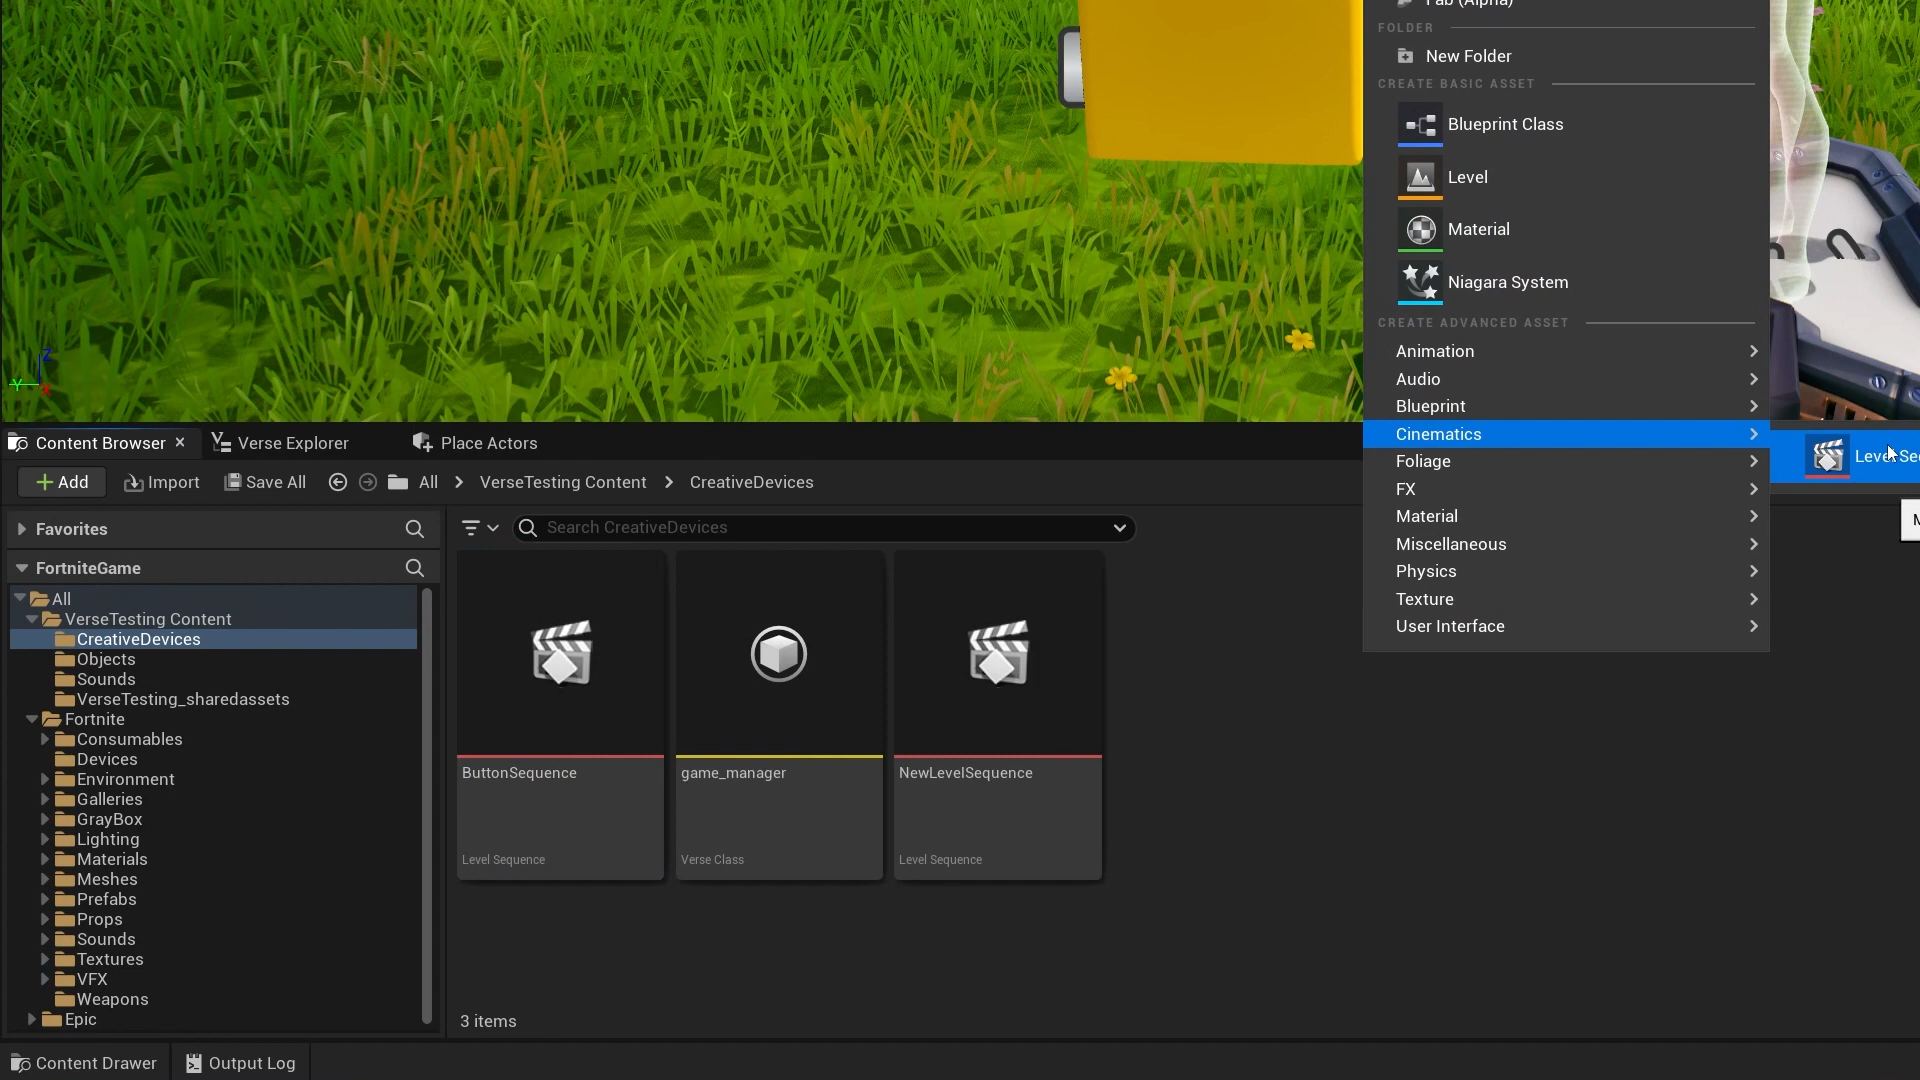 FOLDER
New Folder
CREATE BASIC ASSET
Blueprint Class
Level
Material
Niagara System
CREATE ADVANCED ASSET
Animation
Audio
Blueprint
Cinematics
Foliage
FX
Material
Miscellaneous
Physics
Texture
User Interface
Z
Y
X
Content Browser
Verse Explorer
Place Actors
Add
Import
Save All
All > VerseTesting Content > CreativeDevices
Favorites
FortniteGame
All
VerseTesting Content
CreativeDevices
Objects
Sounds
VerseTesting_sharedassets
Fortnite
Consumables
Devices
Environment
Galleries
GrayBox
Lighting
Materials
Meshes
Prefabs
Props
Sounds
Textures
VFX
Weapons
Epic
Search CreativeDevices
ButtonSequence
Level Sequence
game_manager
Verse Class
NewLevelSequence
Level Sequence
3 items
Content Drawer
Output Log